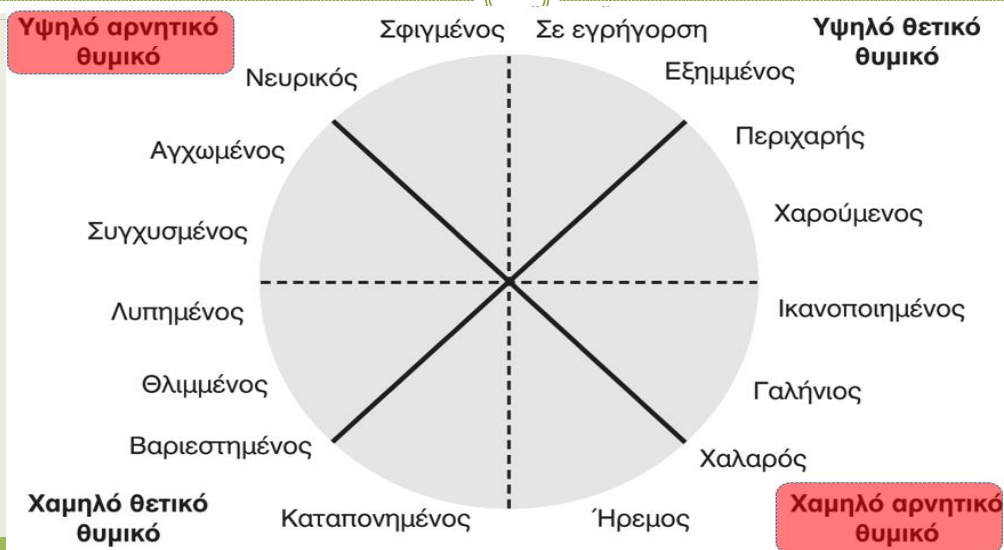 Υψηλό αρνητικό
θυμικό
Σφιγμένος
Σε εγρήγορση
Υψηλό θετικό
θυμικό
Νευρικός
Εξημμένος
Αγχωμένος
Περιχαρής
Συγχυσμένος
Χαρούμενος
Λυπημένος
Ικανοποιημένος
Θλιμμένος
Γαλήνιος
Βαριεστημένος
Χαλαρός
Χαμηλό θετικό
θυμικό
Καταπονημένος
Ήρεμος
Χαμηλό αρνητικό
θυμικό